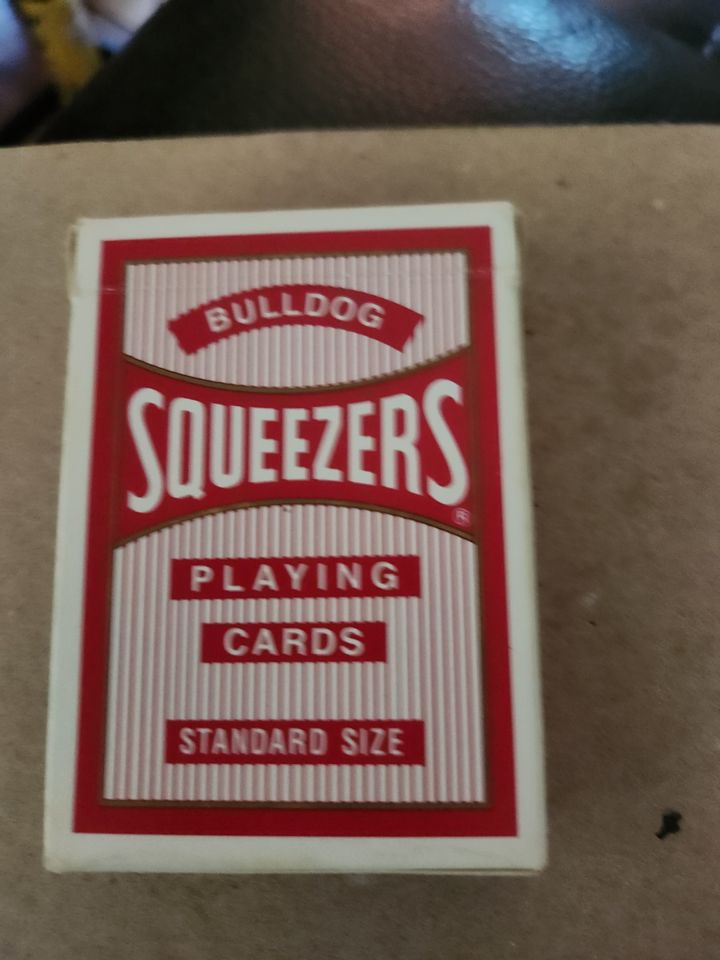 BULLDOG
SQUEEZERS®
PLAYING
CARDS
STANDARD SIZE